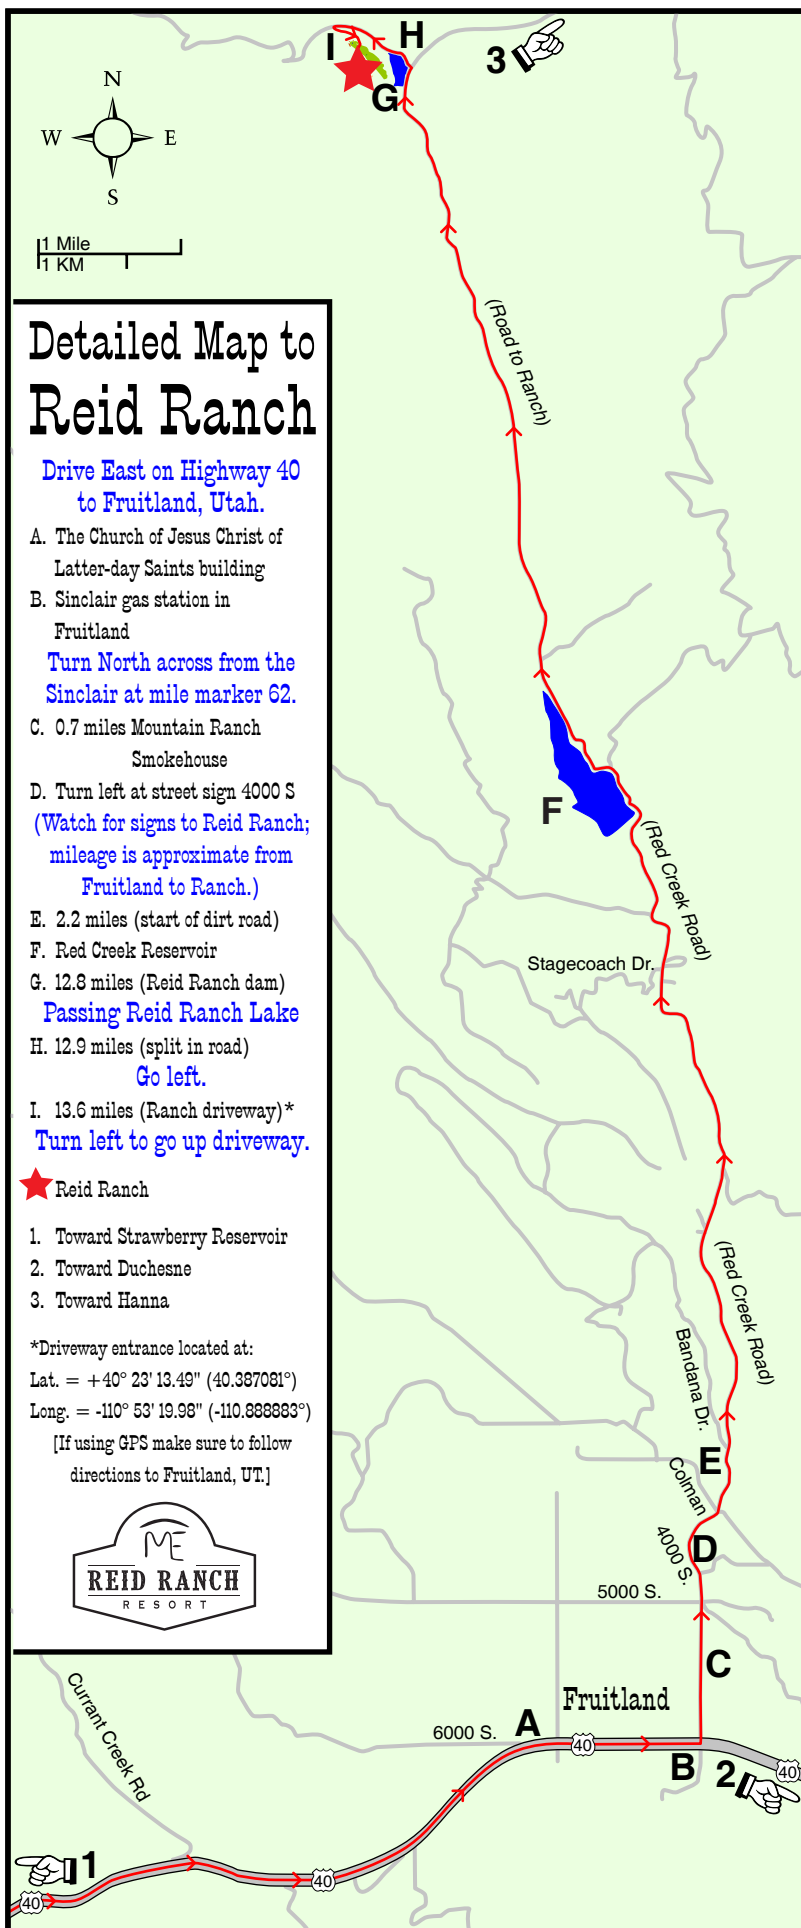 I
H
3
G
N
W
E
S
1 Mile
1 KM
(Road to Ranch)
Detailed Map to
Reid Ranch
Drive East on Highway 40
to Fruitland, Utah.
A. The Church of Jesus Christ of
Latter-day Saints building
B. Sinclair gas station in
Fruitland
Turn North across from the
Sinclair at mile marker 62.
C. 0.7 miles Mountain Ranch
Smokehouse
D. Turn left at street sign 4000 S
(Watch for signs to Reid Ranch;
mileage is approximate from
Fruitland to Ranch.)
E. 2.2 miles (start of dirt road)
F. Red Creek Reservoir
G. 12.8 miles (Reid Ranch dam)
Passing Reid Ranch Lake
H. 12.9 miles (split in road)
Go left.
I. 13.6 miles (Ranch driveway)*
Turn left to go up driveway.
Reid Ranch
1. Toward Strawberry Reservoir
2. Toward Duchesne
3. Toward Hanna
*Driveway entrance located at:
Lat. = +40° 23' 13.49" (40.387081°)
Long. = -110° 53' 19.98" (-110.888883°)
[If using GPS make sure to follow
directions to Fruitland, UT.]
ME
REID RANCH
RESORT
F
(Red Creek Road)
Stagecoach Dr.
(Red Creek Road)
Bandana Dr.
E
Colman
D
4000 S.
5000 S.
C
Fruitland
A
6000 S.
40
B
2
40
Currant Creek Rd
1
40
40